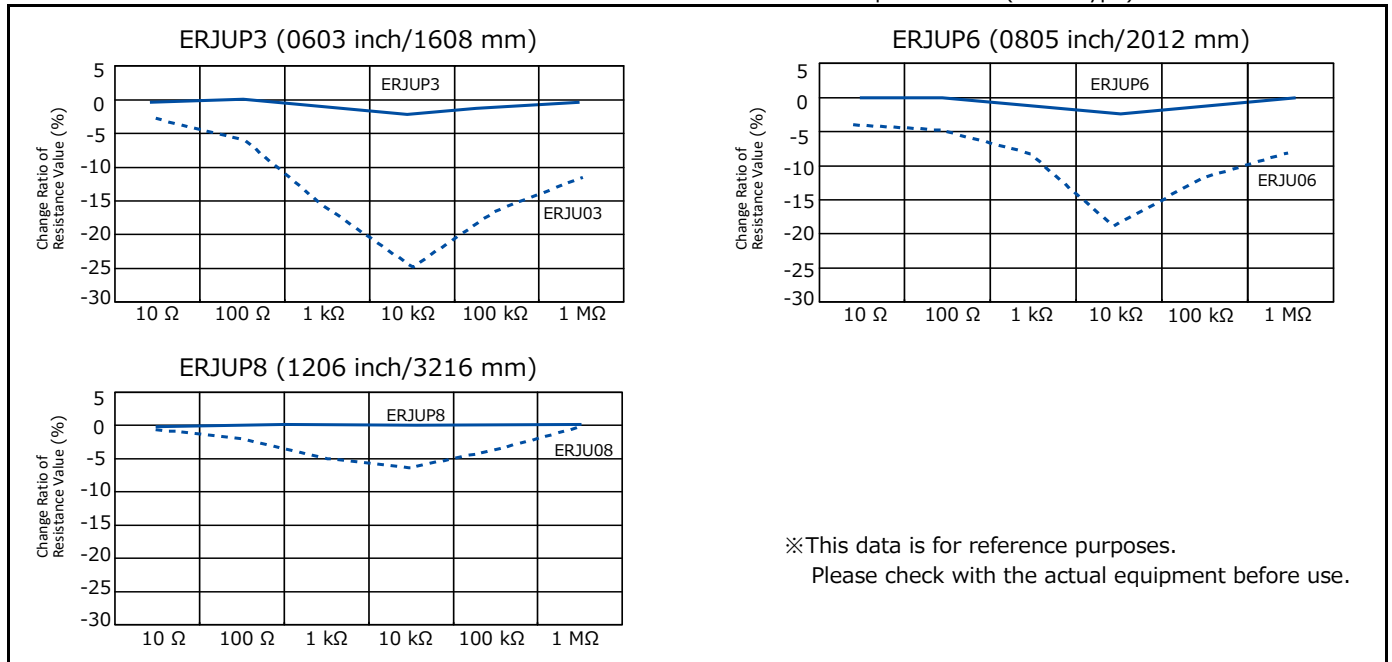 ERJUP3 (0603 inch/1608 mm)
Change Ratio of
Resistance Value (%)
5
0
-5
-10
-15
-20
-25
-30
ERJUP3
ERJU03
10 Ω 100 Ω 1 kΩ 10 kΩ 100 kΩ 1 MΩ
ERJUP6 (0805 inch/2012 mm)
Change Ratio of
Resistance Value (%)
5
0
-5
-10
-15
-20
-25
-30
ERJUP6
ERJU06
10 Ω 100 Ω 1 kΩ 10 kΩ 100 kΩ 1 MΩ
ERJUP8 (1206 inch/3216 mm)
Change Ratio of
Resistance Value (%)
5
0
-5
-10
-15
-20
-25
-30
ERJUP8
ERJU08
10 Ω 100 Ω 1 kΩ 10 kΩ 100 kΩ 1 MΩ
※This data is for reference purposes.
Please check with the actual equipment before use.